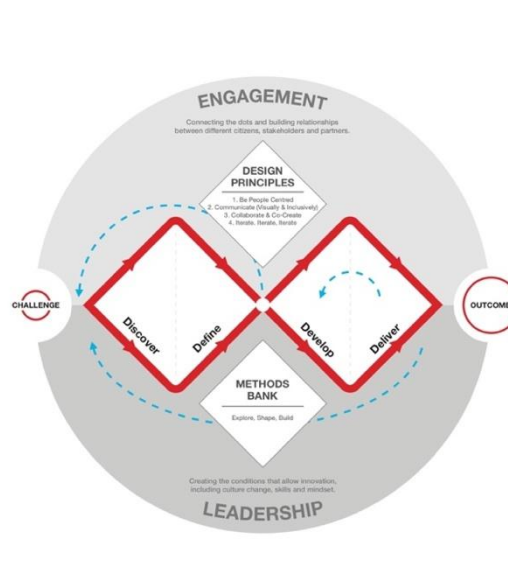 ENGAGEMENT
Connecting the dots and building relationships
between different citizens, stakeholders and partners.
DESIGN
PRINCIPLES
1. Be People Centred
2. Communicate (Visually & Inclusively)
3. Collaborate & Co-Create
4. Iterate, Iterate, Iterate
CHALLENGE
OUTCOME
Discover
Define
Develop
Deliver
METHODS
BANK
Explore, Shape, Build
Creating the conditions that allow innovation,
including culture change, skills and mindset.
LEADERSHIP